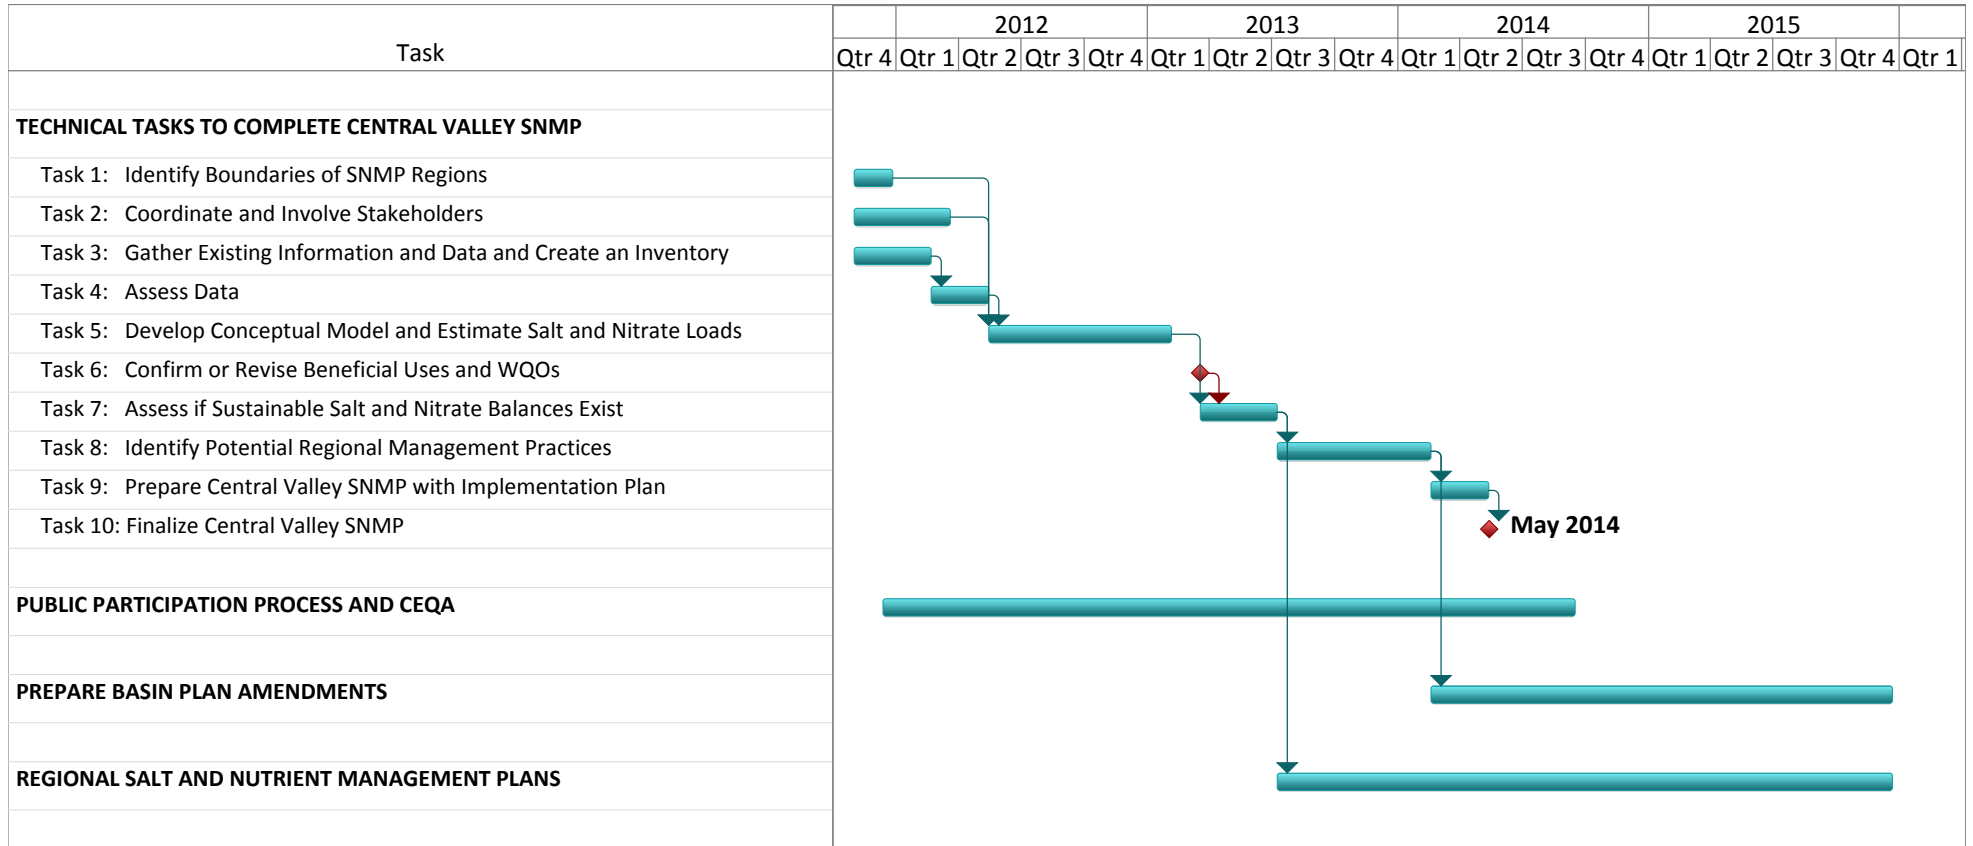 Task
2012 2013 2014 2015
Qtr 4 Qtr 1 Qtr 2 Qtr 3 Qtr 4 Qtr 1 Qtr 2 Qtr 3 Qtr 4 Qtr 1 Qtr 2 Qtr 3 Qtr 4 Qtr 1 Qtr 2 Qtr 3 Qtr 4 Qtr 1
TECHNICAL TASKS TO COMPLETE CENTRAL VALLEY SNMP
Task 1: Identify Boundaries of SNMP Regions
Task 2: Coordinate and Involve Stakeholders
Task 3: Gather Existing Information and Data and Create an Inventory
Task 4: Assess Data
Task 5: Develop Conceptual Model and Estimate Salt and Nitrate Loads
Task 6: Confirm or Revise Beneficial Uses and WQOs
Task 7: Assess if Sustainable Salt and Nitrate Balances Exist
Task 8: Identify Potential Regional Management Practices
Task 9: Prepare Central Valley SNMP with Implementation Plan
Task 10: Finalize Central Valley SNMP
May 2014
PUBLIC PARTICIPATION PROCESS AND CEQA
PREPARE BASIN PLAN AMENDMENTS
REGIONAL SALT AND NUTRIENT MANAGEMENT PLANS